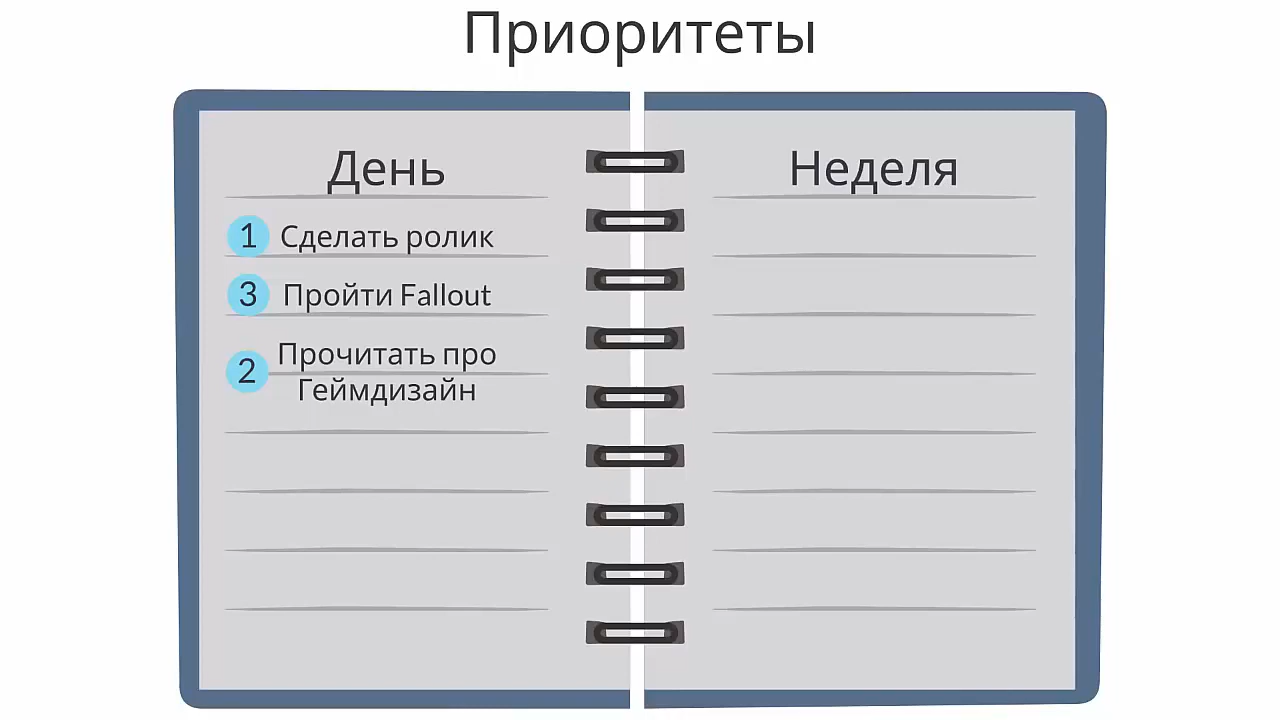 Приоритеты
День
1 Сделать ролик
3 Пройти Fallout
2 Прочитать про
Геймдизайн
Неделя